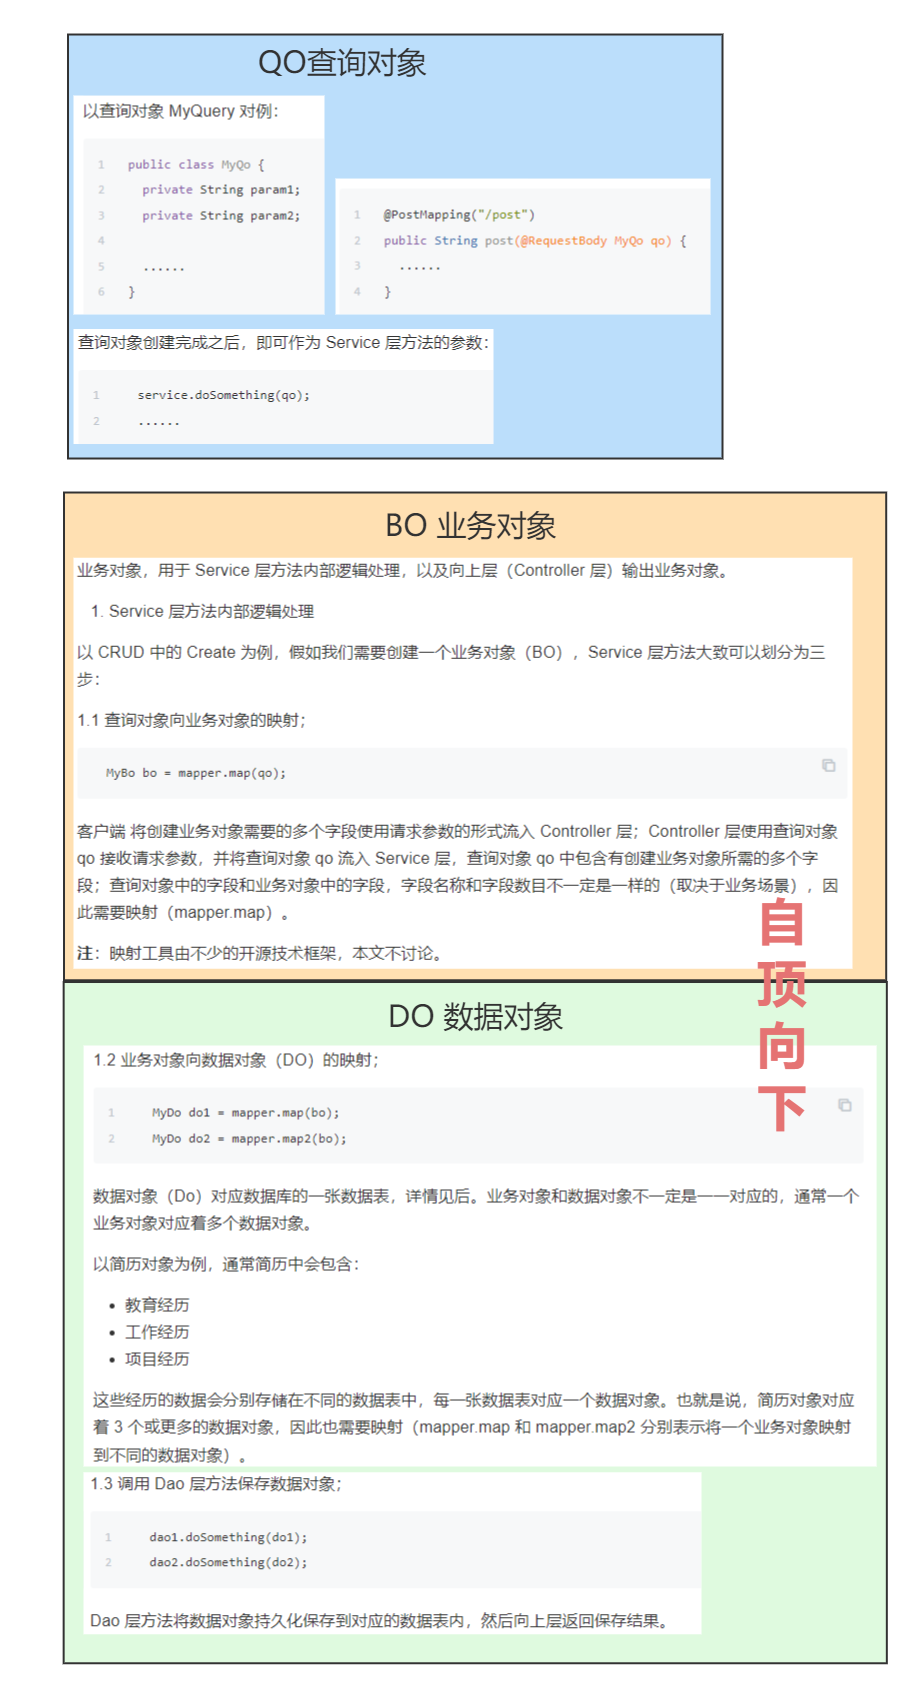 QO查询对象
以查询对象 MyQuery 对例：
1 public class MyQo {
2 private String param1;
3 private String param2;
4
5 ......
6 }
1 @PostMapping("/post")
2 public String post(@RequestBody MyQo qo) {
3 ......
4 }
查询对象创建完成之后，即可作为 Service 层方法的参数：
1 service.doSomething(qo);
2 ......
BO 业务对象
业务对象，用于 Service 层方法内部逻辑处理，以及向上层（Controller 层）输出业务对象。
1. Service 层方法内部逻辑处理
以 CRUD 中的 Create 为例，假如我们需要创建一个业务对象（BO），Service 层方法大致可以划分为三
步：
1.1 查询对象向业务对象的映射；
MyBo bo = mapper.map(qo);
客户端 将创建业务对象需要的多个字段使用请求参数的形式流入 Controller 层；Controller 层使用查询对象
qo 接收请求参数，并将查询对象 qo 流入 Service 层，查询对象 qo 中包含有创建业务对象所需的多个字
段；查询对象中的字段和业务对象中的字段，字段名称和字段数目不一定是一样的（取决于业务场景），因
此需要映射（mapper.map）。
注：映射工具由不少的开源技术框架，本文不讨论。
自
顶
向
下
DO 数据对象
1.2 业务对象向数据对象（DO）的映射；
1 MyDo do1 = mapper.map(bo);
2 MyDo do2 = mapper.map2(bo);
数据对象（Do）对应数据库的一张数据表，详情见后。业务对象和数据对象不一定是一一对应的，通常一个
业务对象对应着多个数据对象。
以简历对象为例，通常简历中会包含：
• 教育经历
• 工作经历
• 项目经历
这些经历的数据会分别存储在不同的数据表中，每一张数据表对应一个数据对象。也就是说，简历对象对应
着 3 个或更多的数据对象，因此也需要映射（mapper.map 和 mapper.map2 分别表示将一个业务对象映射
到不同的数据对象）。
1.3 调用 Dao 层方法保存数据对象；
1 dao1.doSomething(do1);
2 dao2.doSomething(do2);
Dao 层方法将数据对象持久化保存到对应的数据表内，然后向上层返回保存结果。